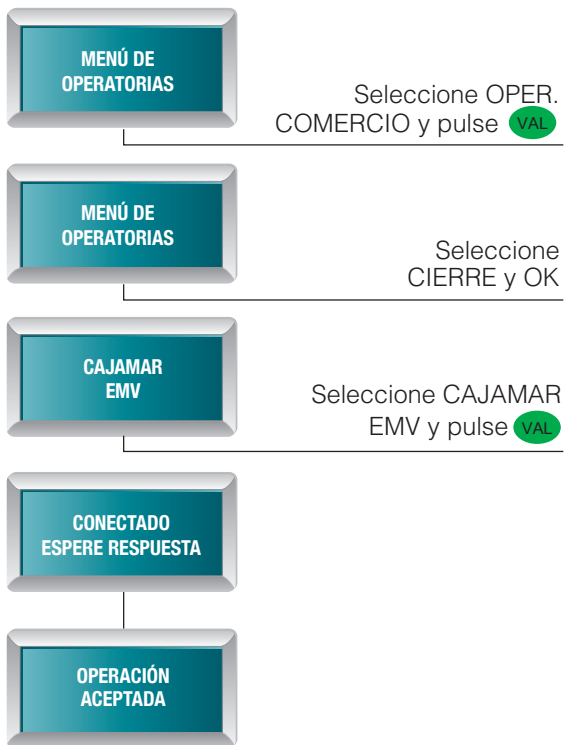 MENÚ DE
OPERATORIAS
Seleccione OPER.
COMERCIO y pulse VAL
MENÚ DE
OPERATORIAS
Seleccione
CIERRE y OK
CAJAMAR
EMV
Seleccione CAJAMAR
EMV y pulse VAL
CONECTADO
ESPERE RESPUESTA
OPERACIÓN
ACEPTADA